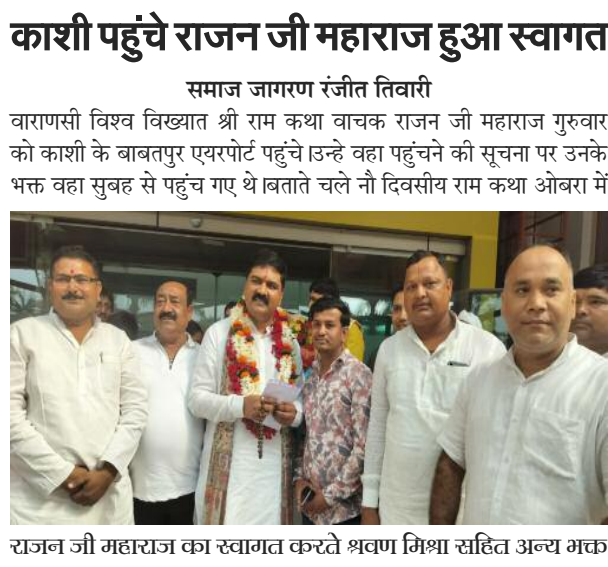 काशी पहुंचे राजन जी महाराज हुआ स्वागत
समाज जागरण रंजीत तिवारी
वाराणसी विश्व विख्यात श्री राम कथा वाचक राजन जी महाराज गुरुवार
को काशी के बाबतपुर एयरपोर्ट पहुंचे।उन्हे वहा पहुंचने की सूचना पर उनके
भक्त वहा सुबह से पहुंच गए थे।बताते चले नौ दिवसीय राम कथा ओबरा में
राजन जी महाराज का स्वागत करते श्रवण मिश्रा सहित अन्य भक्त